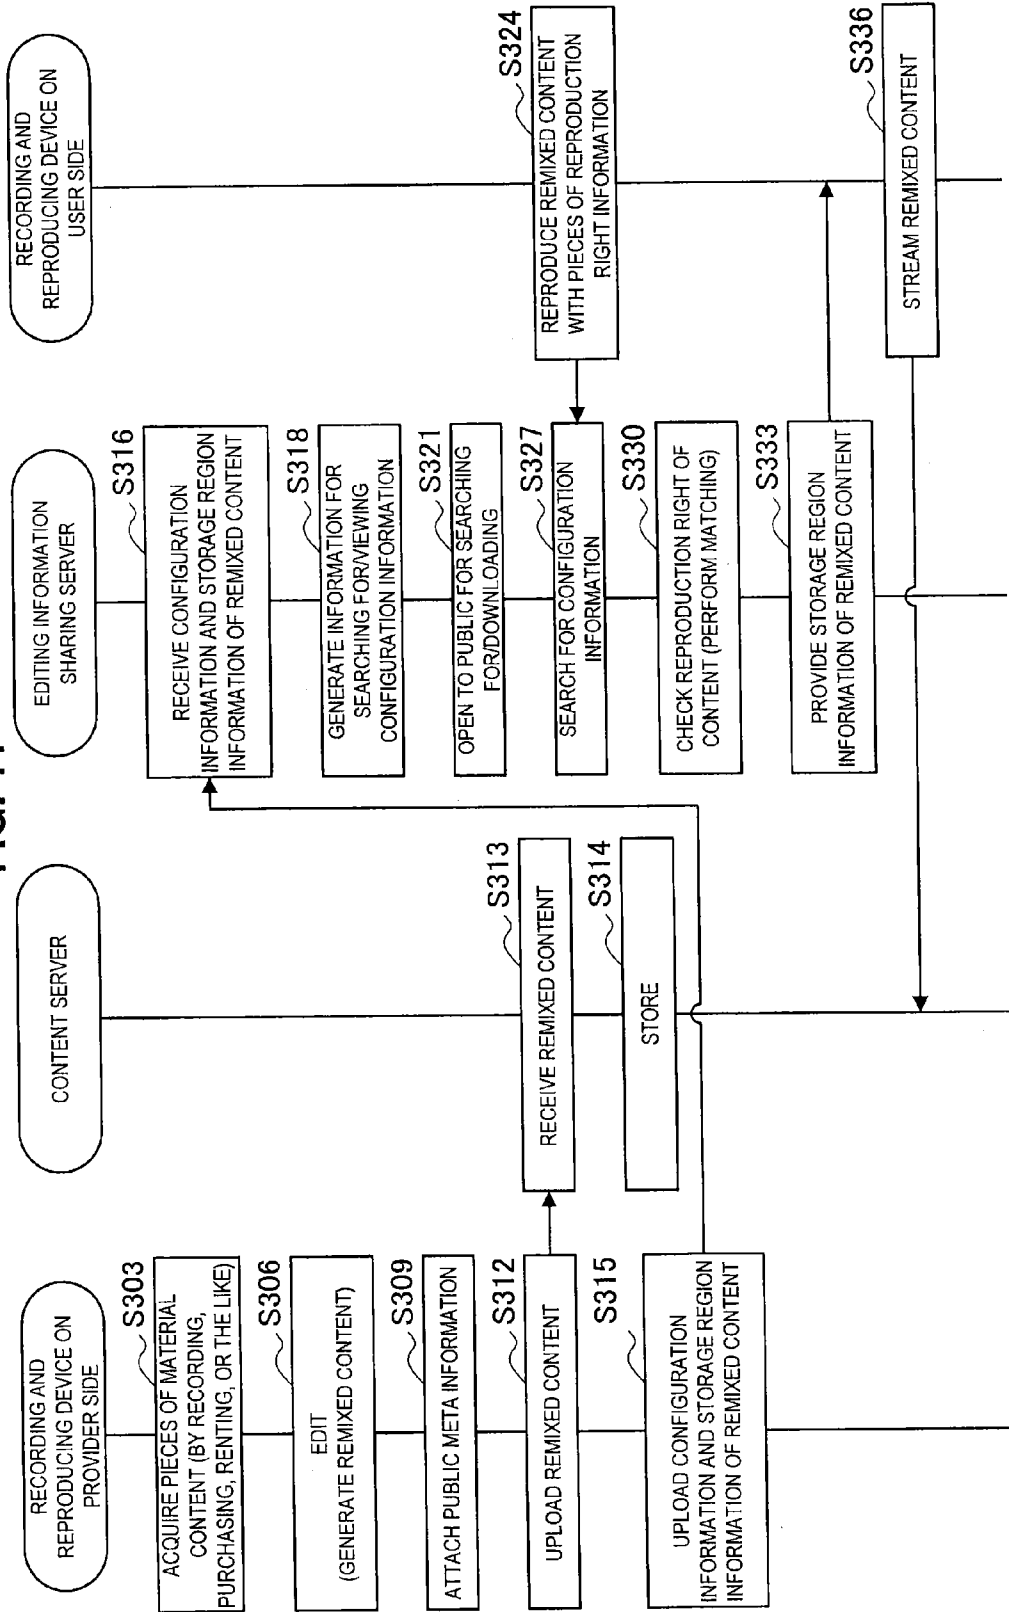 RECORDING AND
REPRODUCING DEVICE ON
PROVIDER SIDE
S303
ACQUIRE PIECES OF MATERIAL
CONTENT (BY RECORDING,
PURCHASING, RENTING, OR THE LIKE)
S306
EDIT
(GENERATE REMIXED CONTENT)
S309
ATTACH PUBLIC META INFORMATION
S312
UPLOAD REMIXED CONTENT
S315
UPLOAD CONFIGURATION
INFORMATION AND STORAGE REGION
INFORMATION OF REMIXED CONTENT
CONTENT SERVER
S313
RECEIVE REMIXED CONTENT
S314
STORE
EDITING INFORMATION
SHARING SERVER
S316
RECEIVE CONFIGURATION
INFORMATION AND STORAGE REGION
INFORMATION OF REMIXED CONTENT
S318
GENERATE INFORMATION FOR
SEARCHING FOR/VIEWING
CONFIGURATION INFORMATION
S321
OPEN TO PUBLIC FOR SEARCHING
FOR/DOWNLOADING
S327
SEARCH FOR CONFIGURATION
INFORMATION
S330
CHECK REPRODUCTION RIGHT OF
CONTENT (PERFORM MATCHING)
S333
PROVIDE STORAGE REGION
INFORMATION OF REMIXED CONTENT
RECORDING AND
REPRODUCING DEVICE ON
USER SIDE
S324
REPRODUCE REMIXED CONTENT
WITH PIECES OF REPRODUCTION
RIGHT INFORMATION
S336
STREAM REMIXED CONTENT